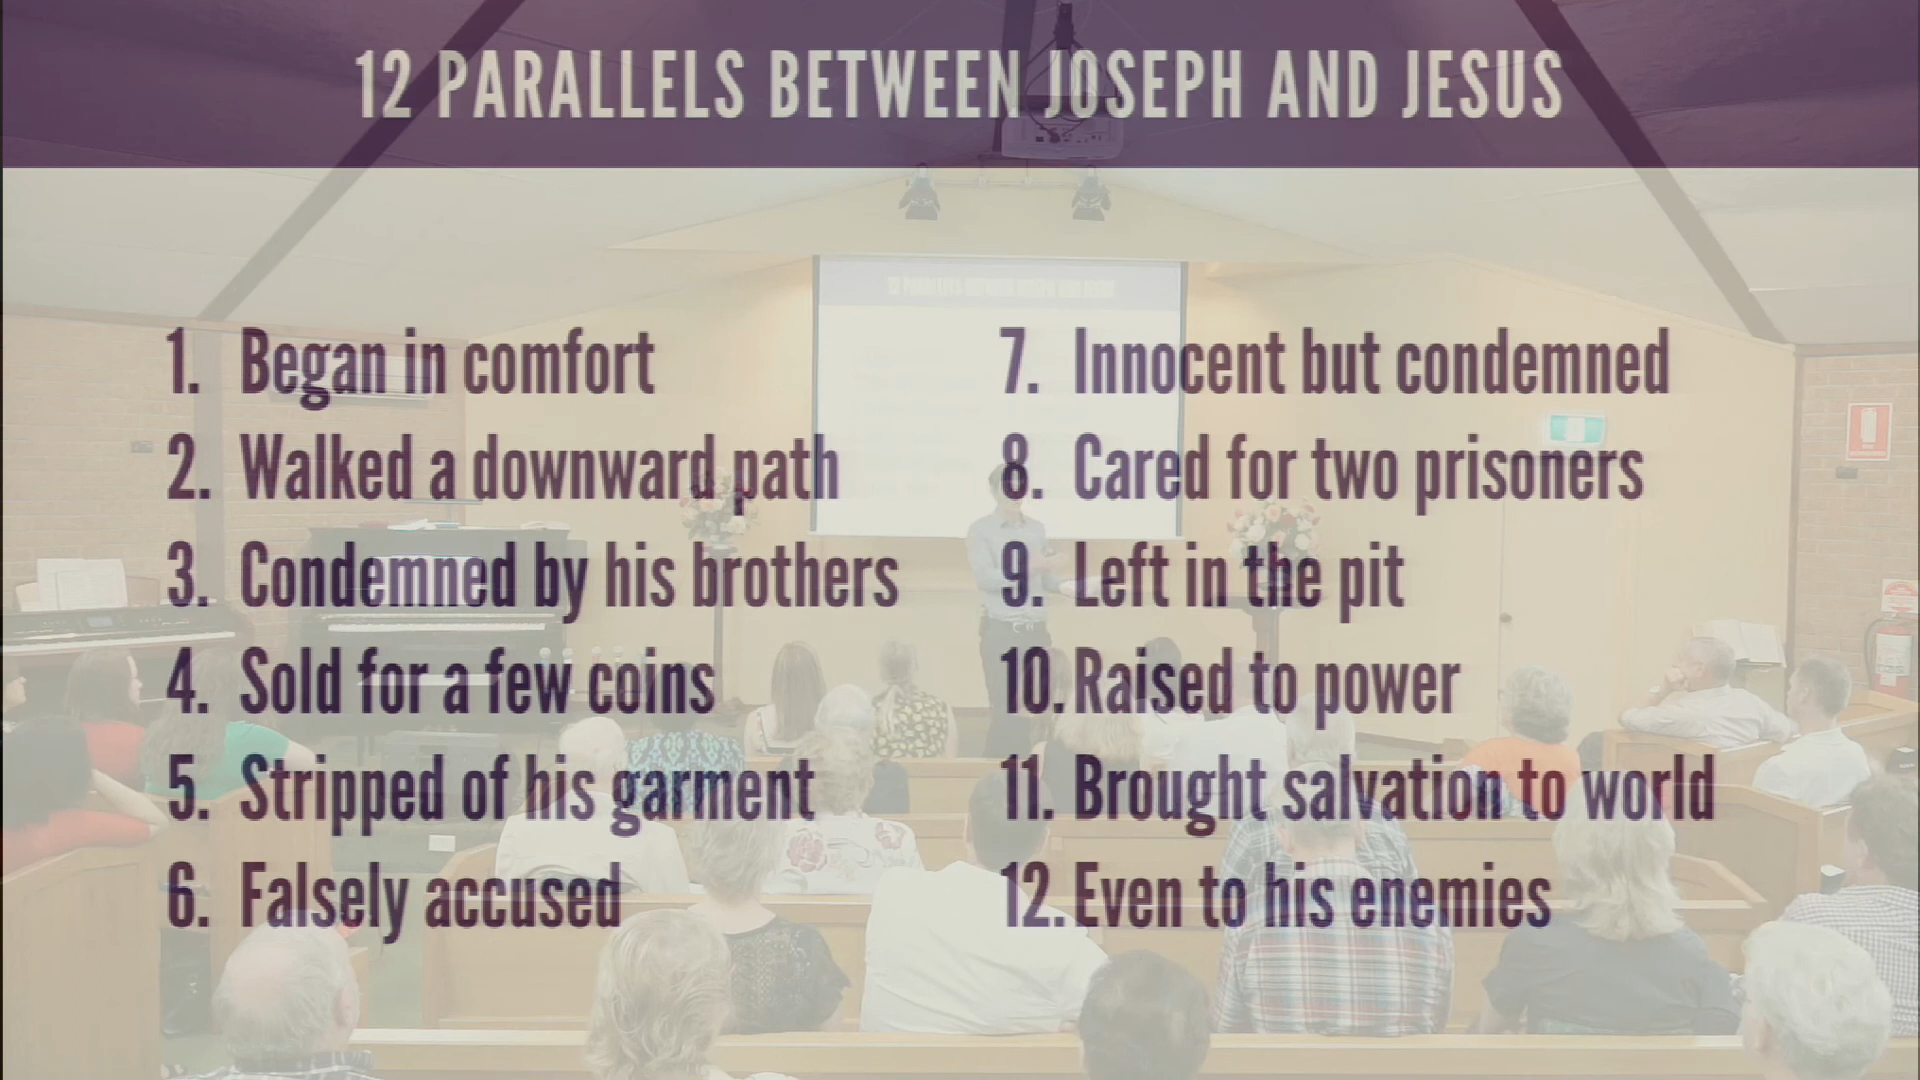 12 PARALLELS BETWEEN JOSEPH AND JESUS
1. Began in comfort
2. Walked a downward path
3. Condemned by his brothers
4. Sold for a few coins
5. Stripped of his garment
6. Falsely accused
7. Innocent but condemned
8. Cared for two prisoners
9. Left in the pit
10. Raised to power
11. Brought salvation to world
12. Even to his enemies